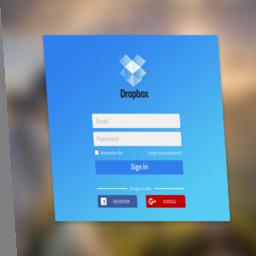 Dropbox
Email
Password
Remember Me
Forgot your password?
Sign In
Or sign in with
FACEBOOK
GOOGLE